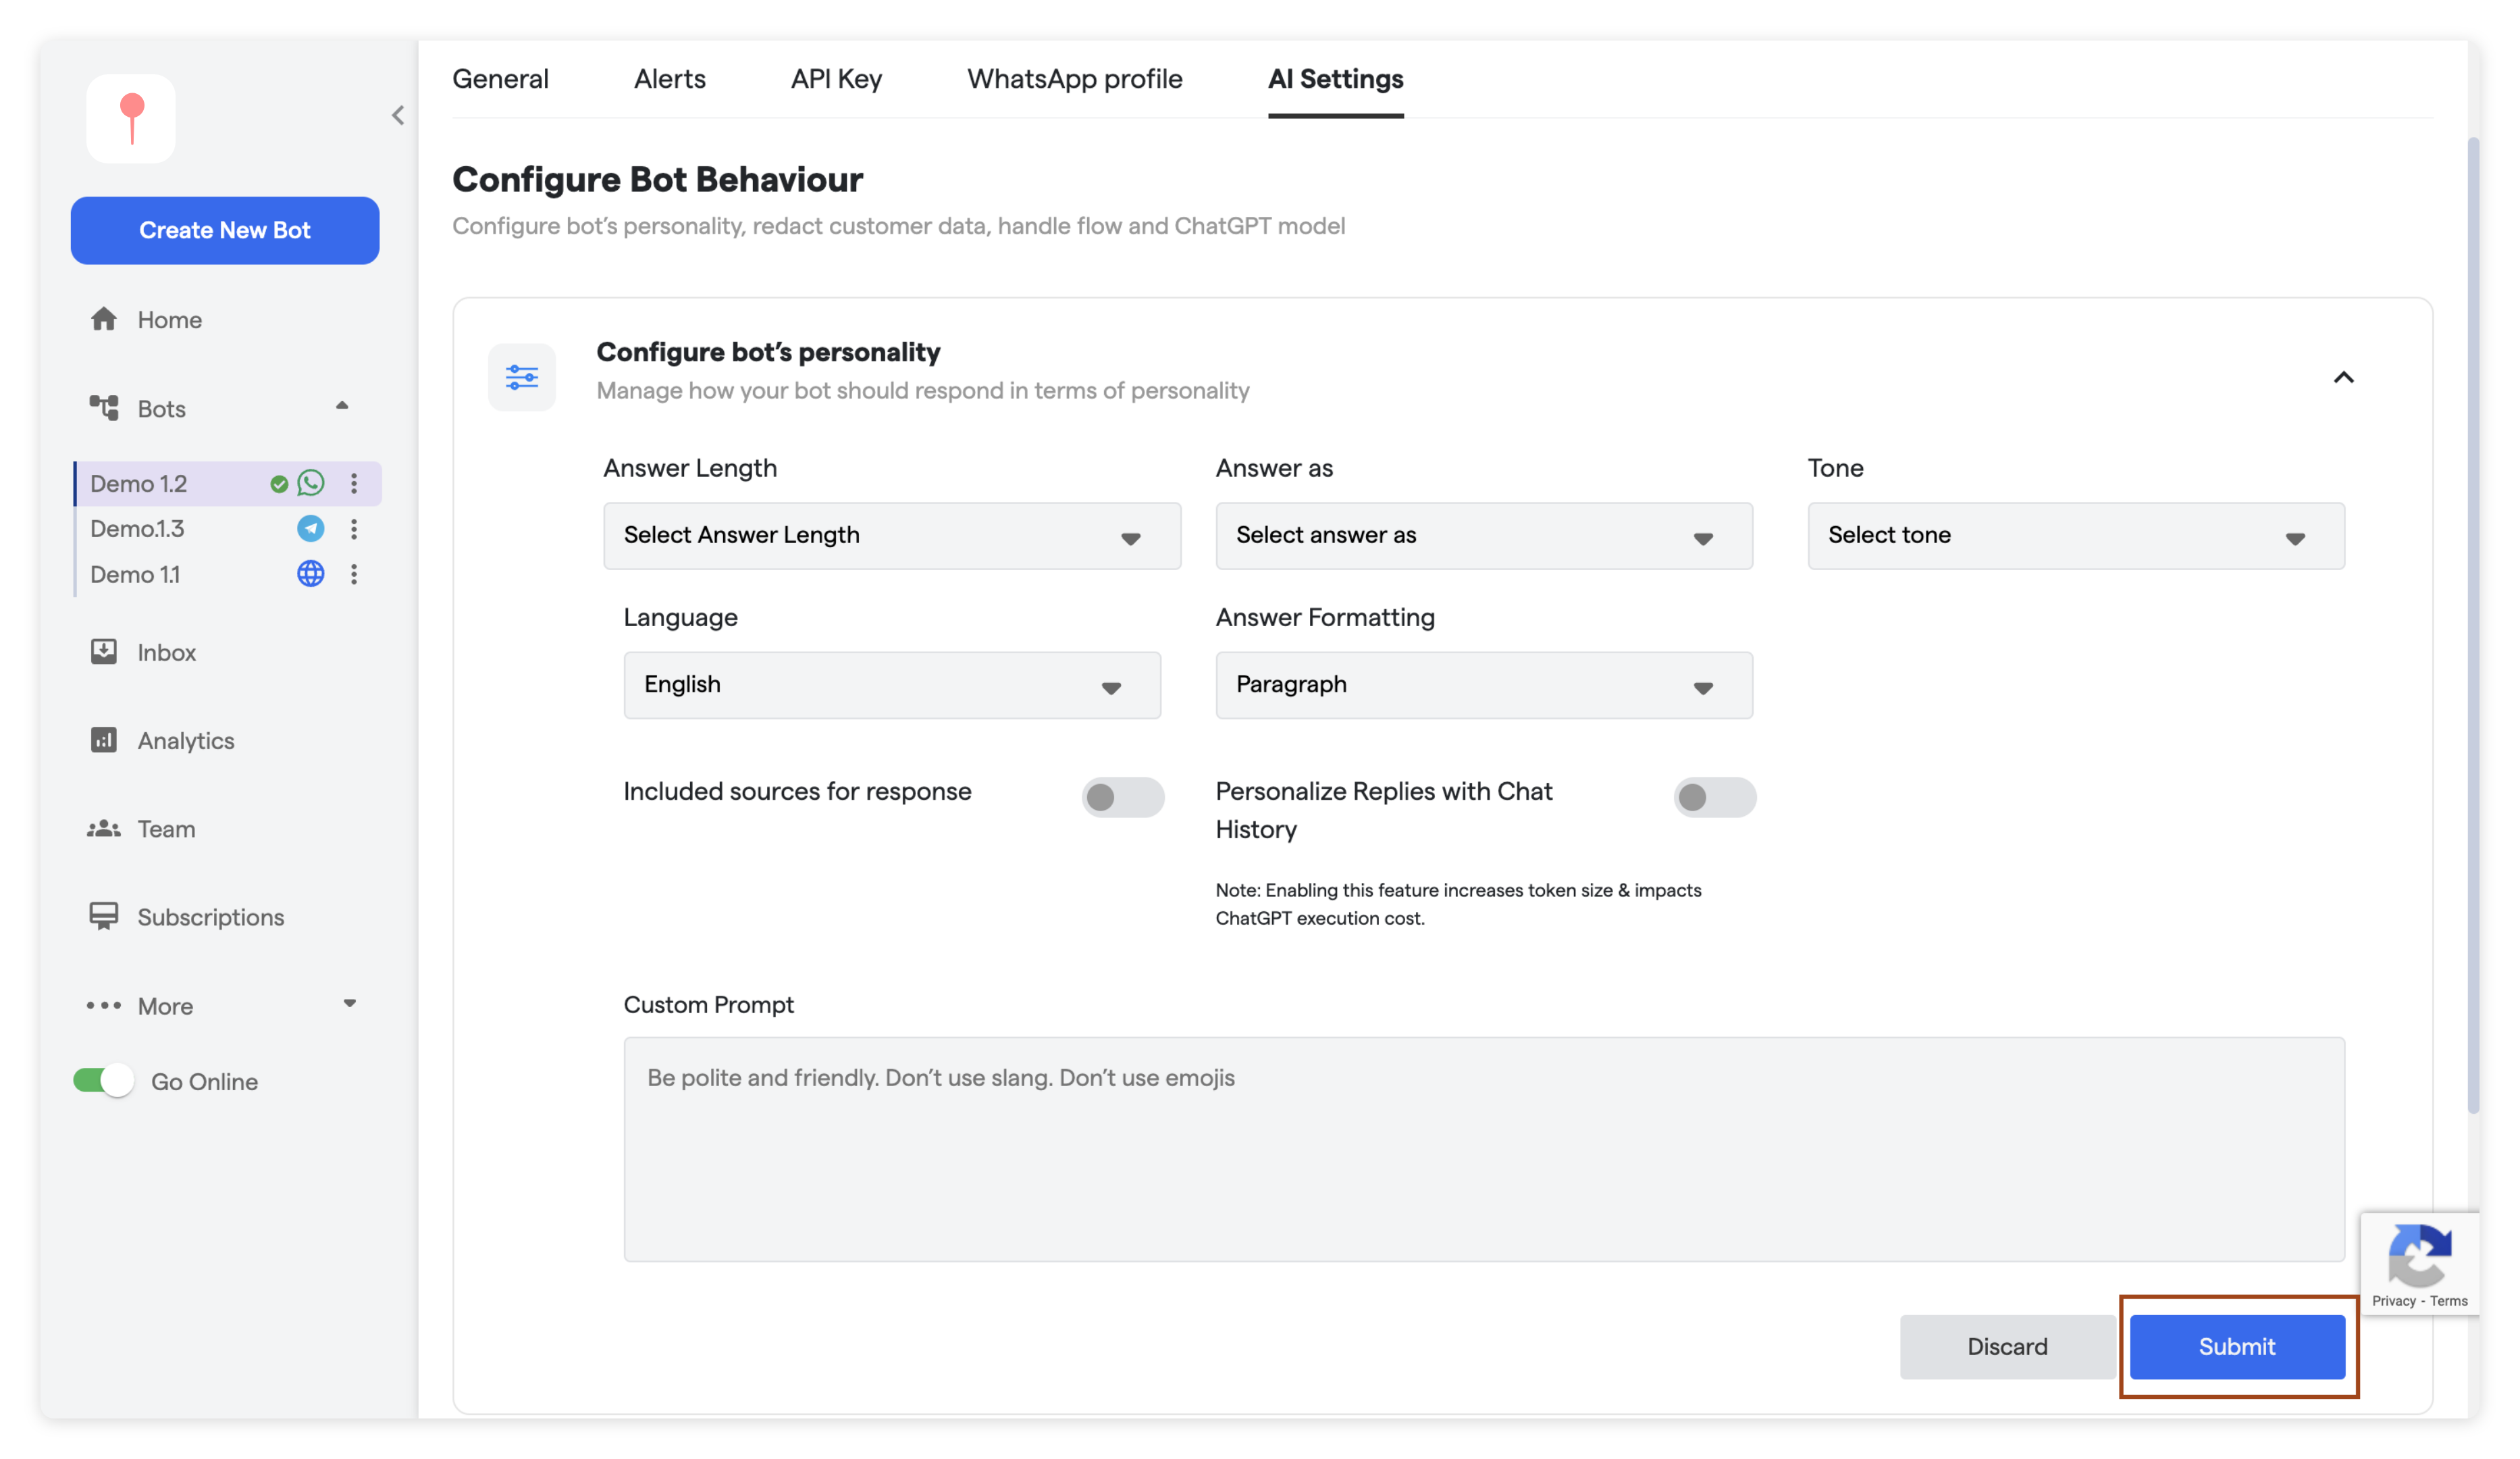 General
Alerts
API Key
WhatsApp profile
AI Settings
Create New Bot
Home
Bots
Demo 1.2
Demo.1.3
Demo 1.1
Inbox
Analytics
Team
Subscriptions
More
Go Online
Configure Bot Behaviour
Configure bot’s personality, redact customer data, handle flow and ChatGPT model
Configure bot’s personality
Manage how your bot should respond in terms of personality
Answer Length
Select Answer Length
Answer as
Select answer as
Tone
Select tone
Language
English
Answer Formatting
Paragraph
Included sources for response
Personalize Replies with Chat
History
Note: Enabling this feature increases token size & impacts
ChatGPT execution cost.
Custom Prompt
Be polite and friendly. Don’t use slang. Don’t use emojis
Privacy - Terms
Discard
Submit